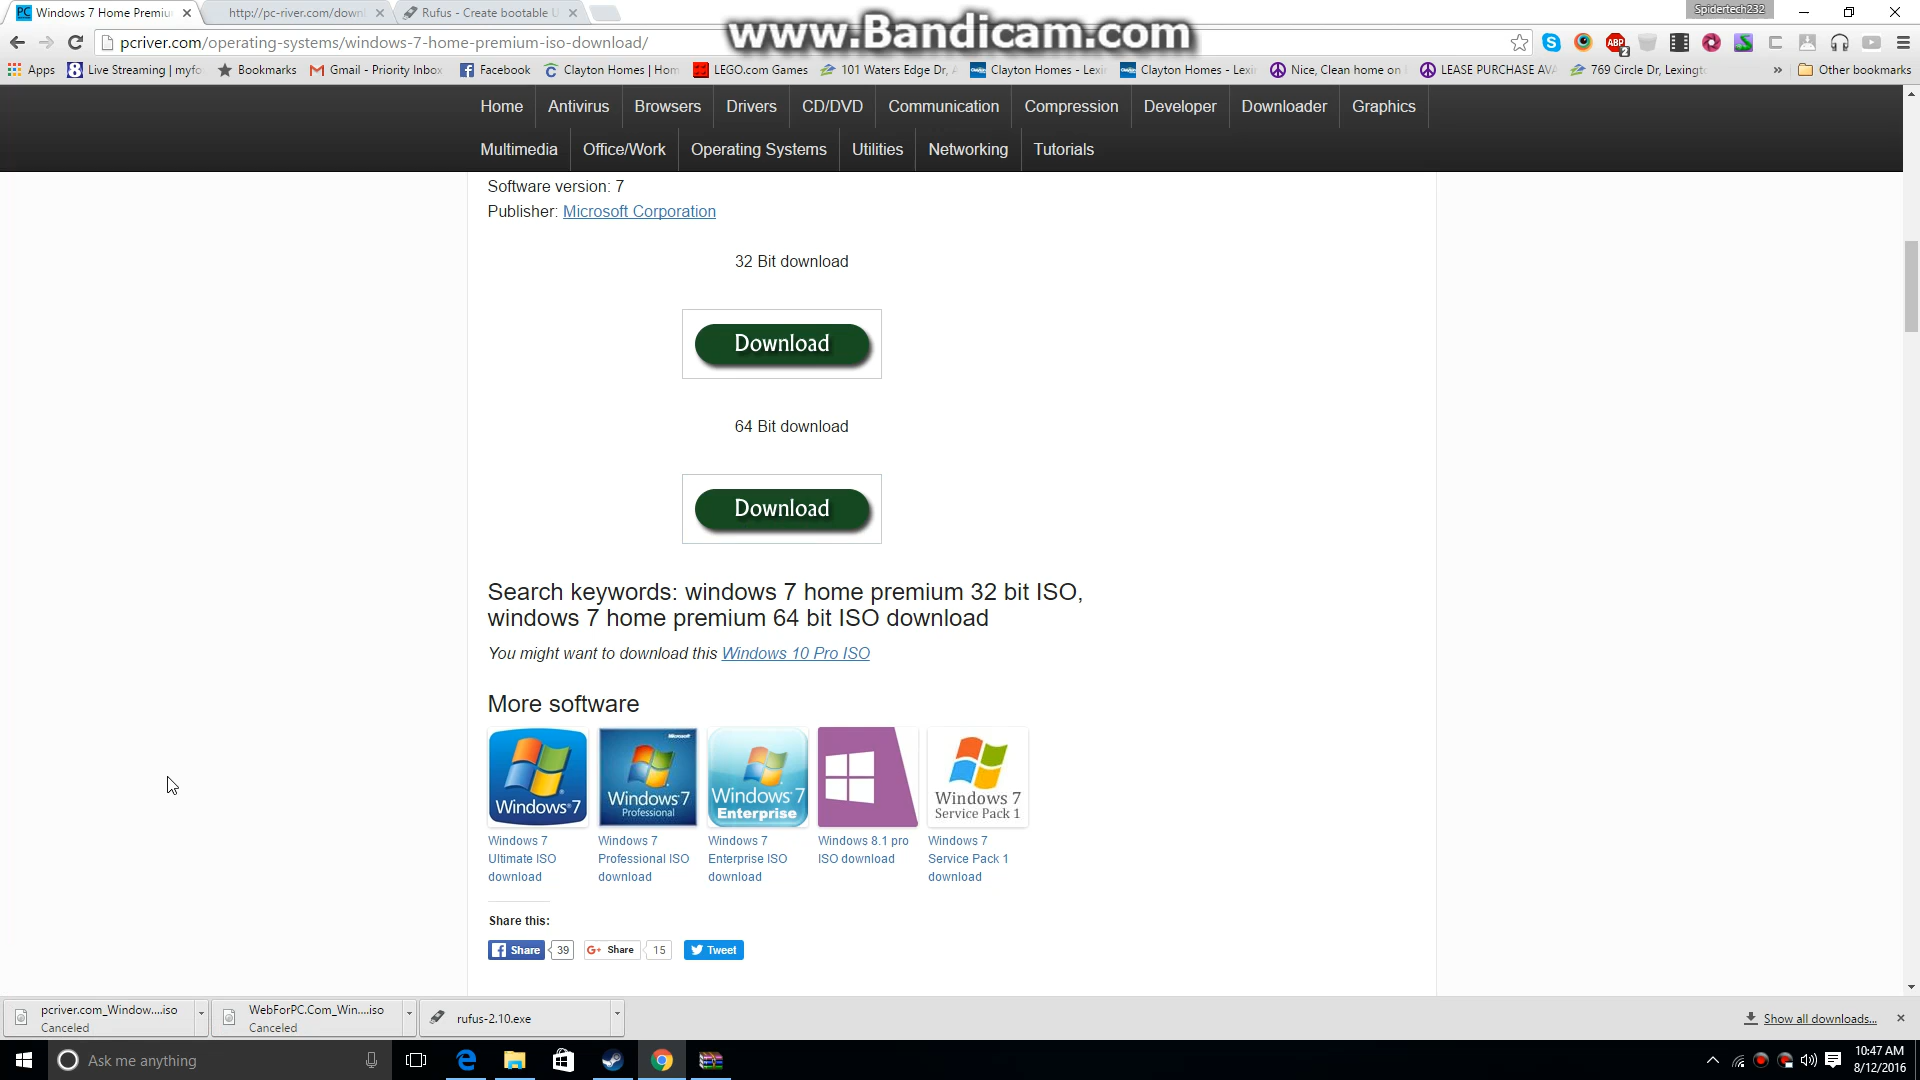 Windows 7 Home Premiu
http://pc-river.com/downl
Rufus - Create bootable U
Spidertech232
www.Bandicam.com
pcriver.com/operating-systems/windows-7-home-premium-iso-download/
Apps
Live Streaming | myfo
Bookmarks
Gmail - Priority Inbox
Facebook
Clayton Homes | Hom
LEGO.com Games
101 Waters Edge Dr, A
Clayton Homes - Lexi
Clayton Homes - Lexi
Nice, Clean home on
LEASE PURCHASE AVA
769 Circle Dr, Lexingt
Other bookmarks
Home
Antivirus
Browsers
Drivers
CD/DVD
Communication
Compression
Developer
Downloader
Graphics
Multimedia
Office/Work
Operating Systems
Utilities
Networking
Tutorials
Software version: 7
Publisher: Microsoft Corporation
32 Bit download
Download
64 Bit download
Download
Search keywords: windows 7 home premium 32 bit ISO,
windows 7 home premium 64 bit ISO download
You might want to download this Windows 10 Pro ISO
More software
Windows 7
Windows 7
Professional
Windows 7
Enterprise
Windows 7
Service Pack 1
Windows 7
Ultimate ISO
download
Windows 7
Professional ISO
download
Windows 7
Enterprise ISO
download
Windows 8.1 pro
ISO download
Windows 7
Service Pack 1
download
Share this:
Share
39
G+ Share
15
Tweet
pcriver.com_Window....iso
Canceled
WebForPC.Com_Win....iso
Canceled
rufus-2.10.exe
Show all downloads...
Ask me anything
10:47 AM
8/12/2016